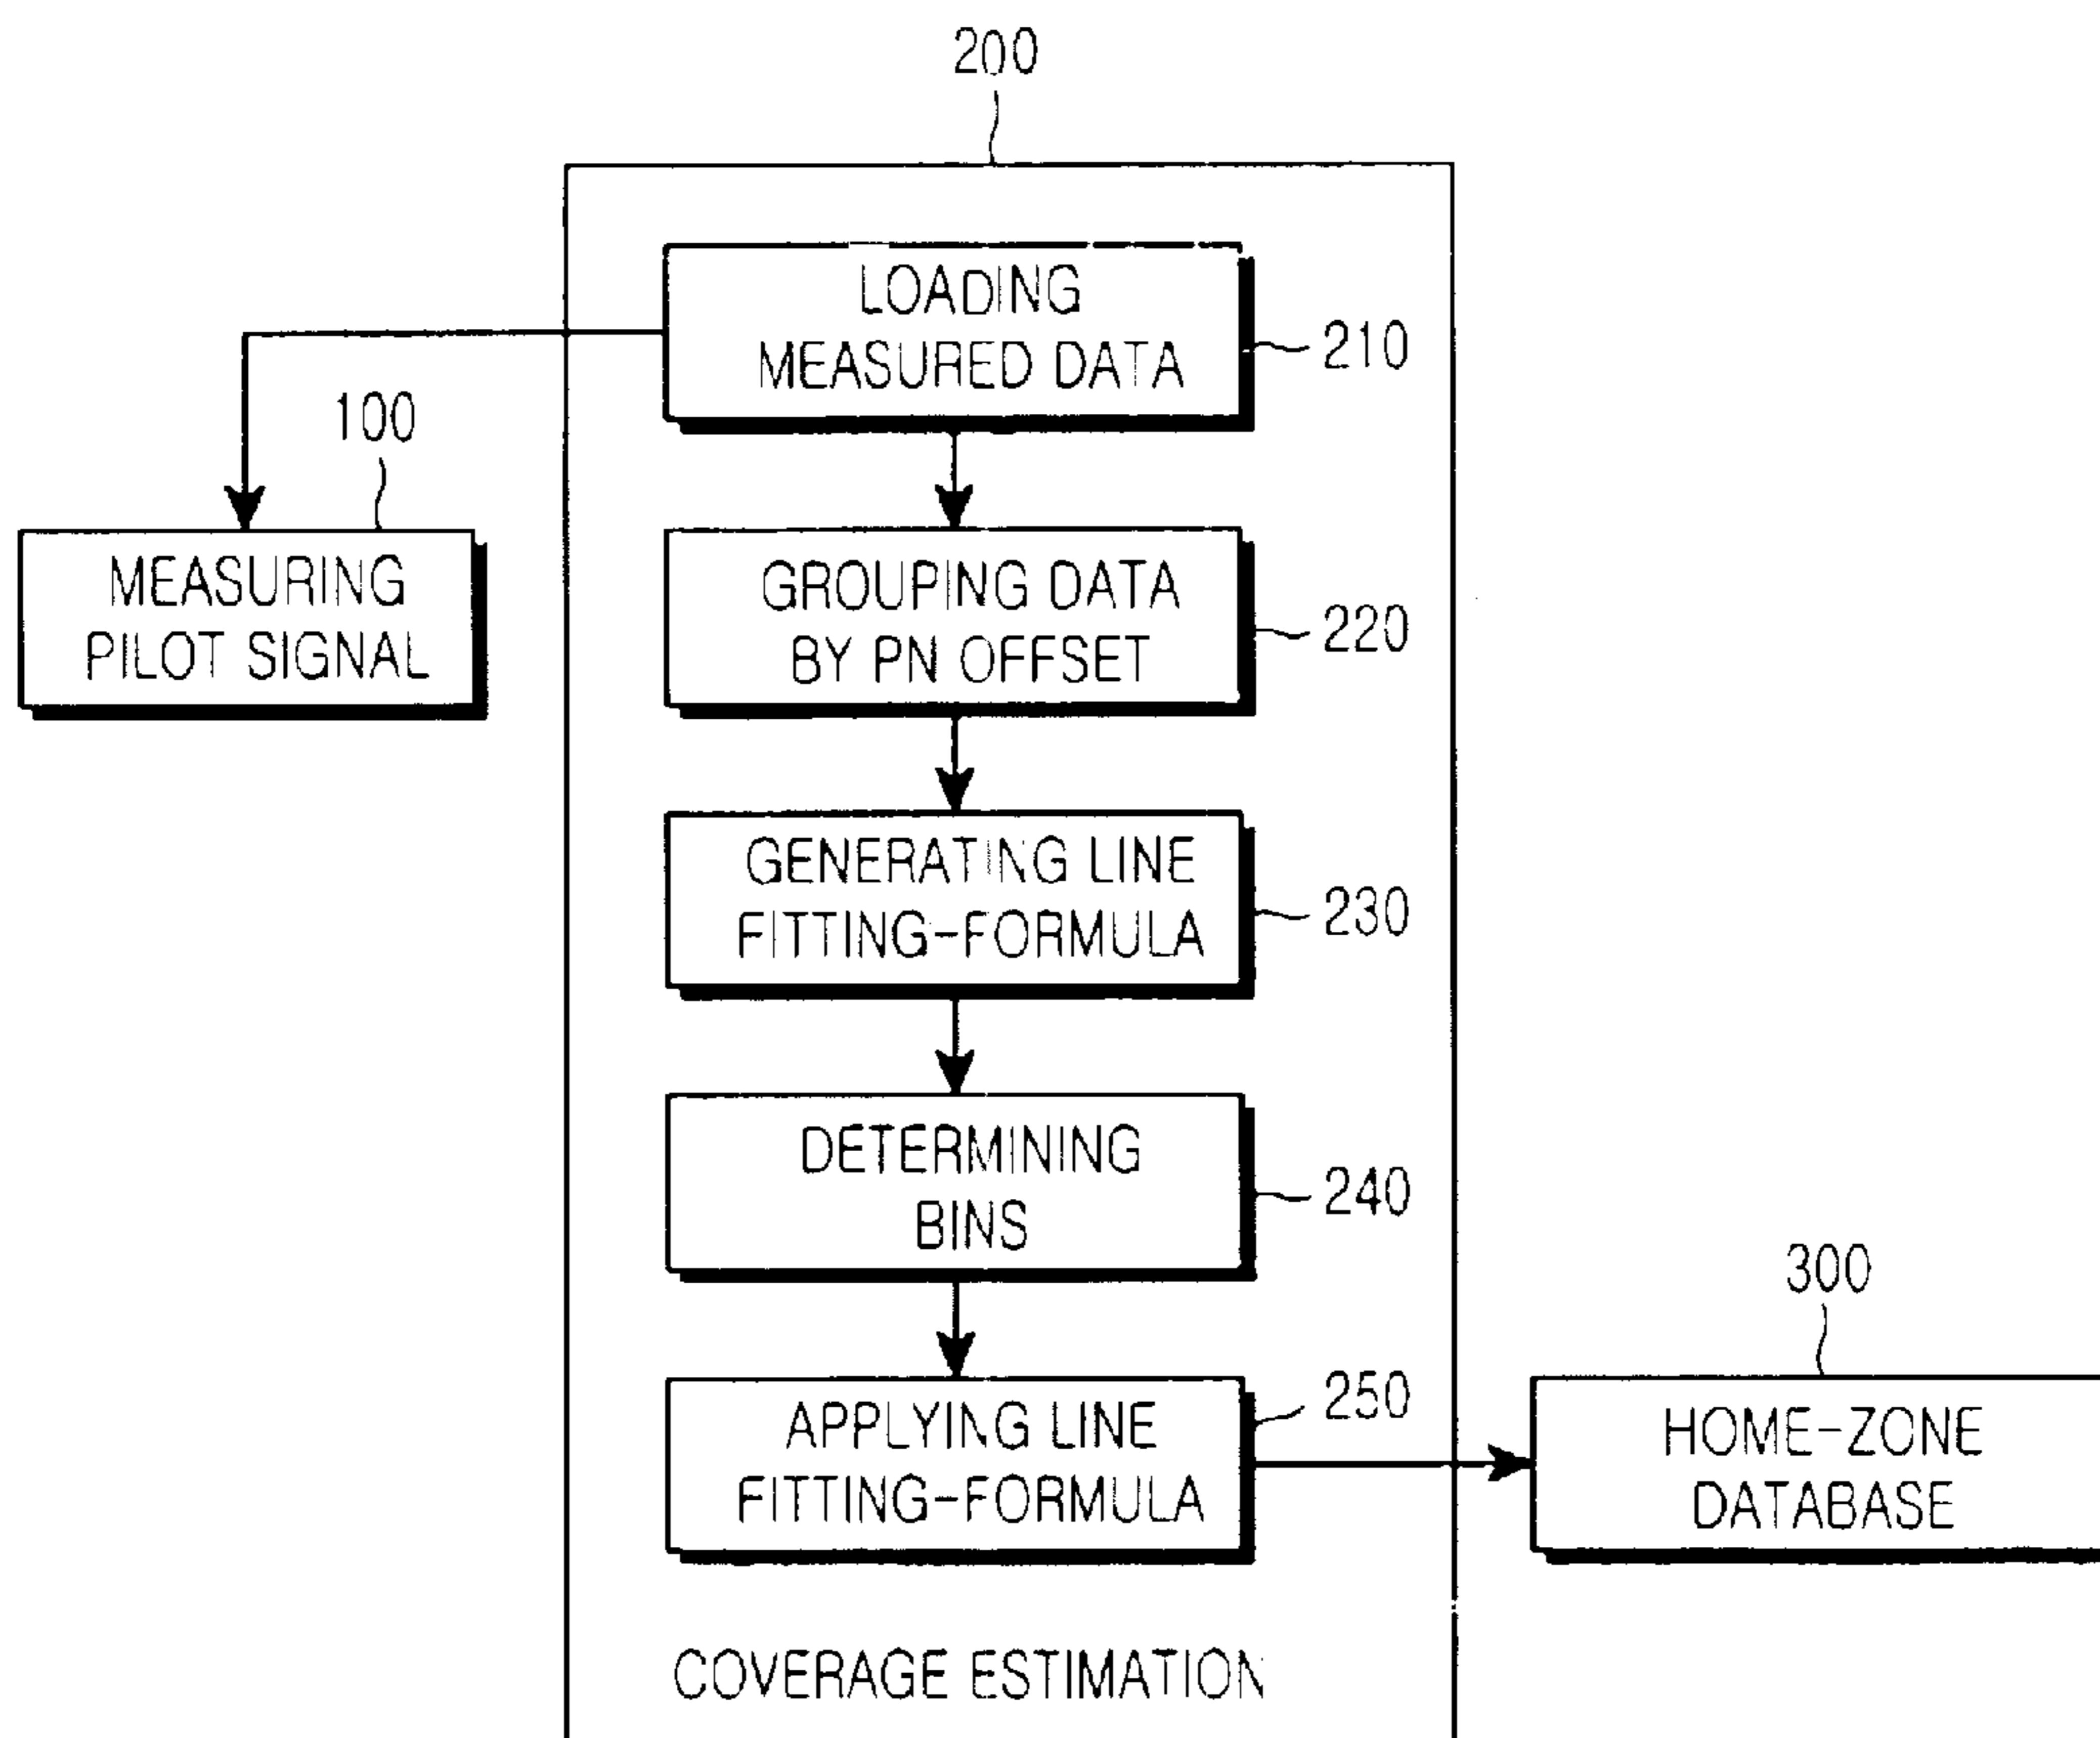 200
LOADING
MEASURED DATA
210
100
MEASURING
PILOT SIGNAL
GROUPING DATA
BY PN OFFSET
220
GENERATING LINE
FITTING-FORMULA
230
DETERMINING
BINS
240
300
APPLYING LINE
FITTING-FORMULA
250
HOME-ZONE
DATABASE
COVERAGE ESTIMATION